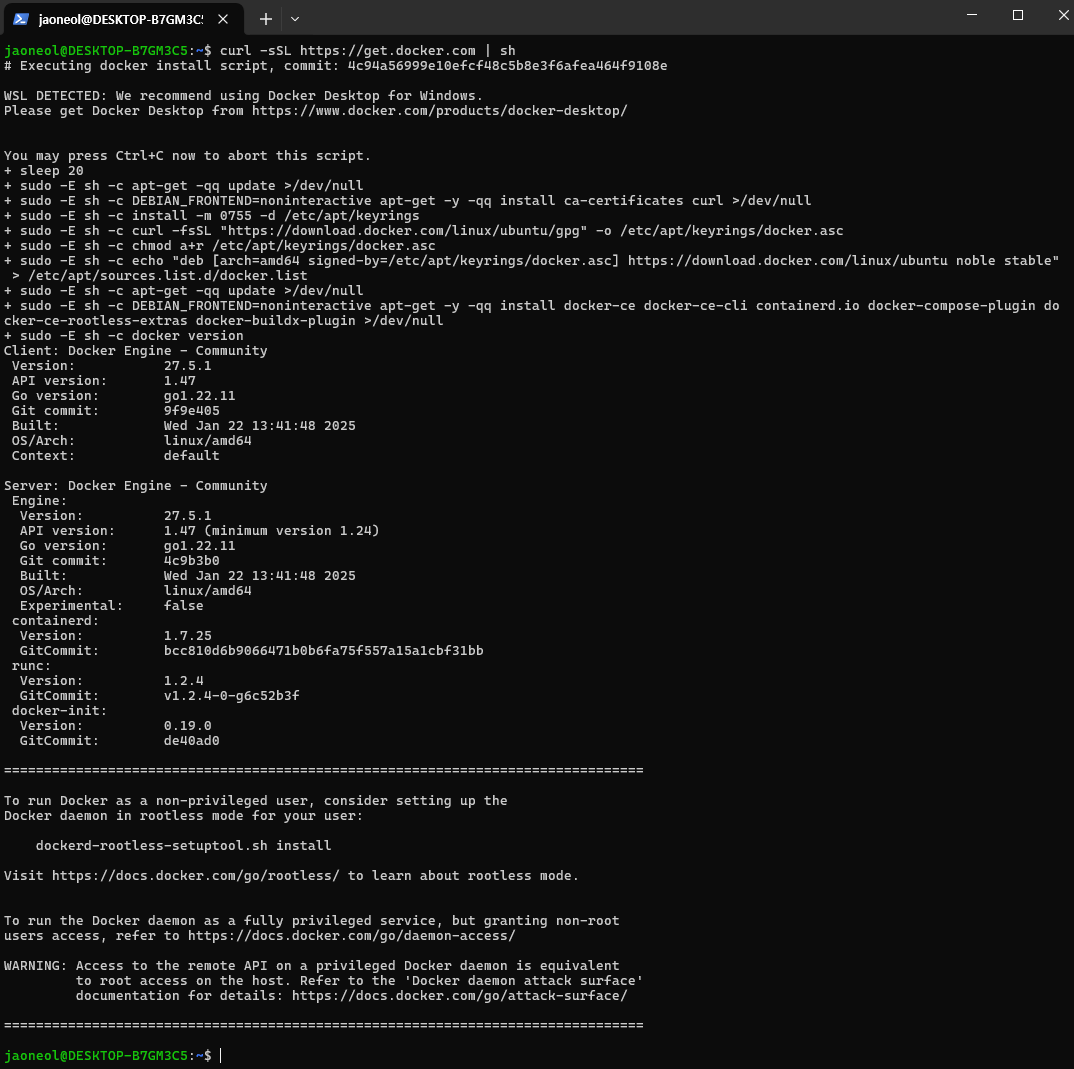 jaoneol@DESKTOP-B7GM3C5:
jaoneol@DESKTOP-B7GM3C5:~$ curl -sSL https://get.docker.com | sh
# Executing docker install script, commit: 4c94a56999e10efcf48c5b8e3f6afea464f9108e
WSL DETECTED: We recommend using Docker Desktop for Windows.
Please get Docker Desktop from https://www.docker.com/products/docker-desktop/
You may press Ctrl+C now to abort this script.
+ sleep 20
+ sudo -E sh -c apt-get -qq update >/dev/null
+ sudo -E sh -c DEBIAN_FRONTEND=noninteractive apt-get -y -qq install ca-certificates curl >/dev/null
+ sudo -E sh -c install -m 0755 -d /etc/apt/keyrings
+ sudo -E sh -c curl -fsSL "https://download.docker.com/linux/ubuntu/gpg" -o /etc/apt/keyrings/docker.asc
+ sudo -E sh -c chmod a+r /etc/apt/keyrings/docker.asc
+ sudo -E sh -c echo "deb [arch=amd64 signed-by=/etc/apt/keyrings/docker.asc] https://download.docker.com/linux/ubuntu noble stable"
 > /etc/apt/sources.list.d/docker.list
+ sudo -E sh -c apt-get -qq update >/dev/null
+ sudo -E sh -c DEBIAN_FRONTEND=noninteractive apt-get -y -qq install docker-ce docker-ce-cli containerd.io docker-compose-plugin do
cker-ce-rootless-extras docker-buildx-plugin >/dev/null
+ sudo -E sh -c docker version
Client: Docker Engine - Community
 Version:           27.5.1
 API version:       1.47
 Go version:        go1.22.11
 Git commit:        9f9e405
 Built:             Wed Jan 22 13:41:48 2025
 OS/Arch:           linux/amd64
 Context:           default
Server: Docker Engine - Community
 Engine:
  Version:          27.5.1
  API version:      1.47 (minimum version 1.24)
  Go version:       go1.22.11
  Git commit:       4c9b3b0
  Built:            Wed Jan 22 13:41:48 2025
  OS/Arch:          linux/amd64
  Experimental:     false
 containerd:
  Version:          1.7.25
  GitCommit:        bcc810d6b9066471b0b6fa75f557a15a1cbf31bb
 runc:
  Version:          1.2.4
  GitCommit:        v1.2.4-0-g6c52b3f
 docker-init:
  Version:          0.19.0
  GitCommit:        de40ad0
================================================================================
To run Docker as a non-privileged user, consider setting up the
Docker daemon in rootless mode for your user:
    dockerd-rootless-setuptool.sh install
Visit https://docs.docker.com/go/rootless/ to learn about rootless mode.
To run the Docker daemon as a fully privileged service, but granting non-root
users access, refer to https://docs.docker.com/go/daemon-access/
WARNING: Access to the remote API on a privileged Docker daemon is equivalent
         to root access on the host. Refer to the 'Docker daemon attack surface'
         documentation for details: https://docs.docker.com/go/attack-surface/
================================================================================
jaoneol@DESKTOP-B7GM3C5:~$